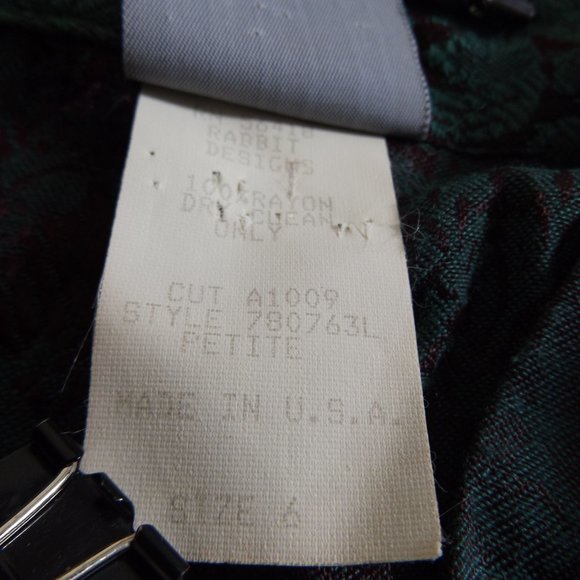 RABBIT
DESIGNS
100%RAYON
DRY CLEAN
ONLY
CUT A1009
STYLE 780763L
PETITE
MADE IN U.S.A.
SIZE 6